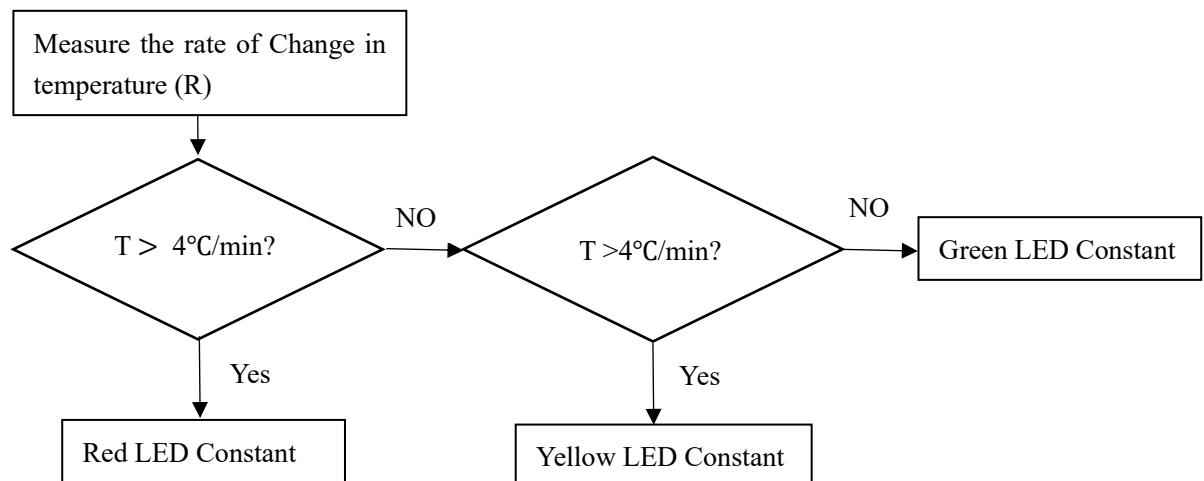 Measure the rate of Change in
temperature (R)
T > 4℃/min?
NO
T >4℃/min?
NO
Green LED Constant
Yes
Yes
Red LED Constant
Yellow LED Constant